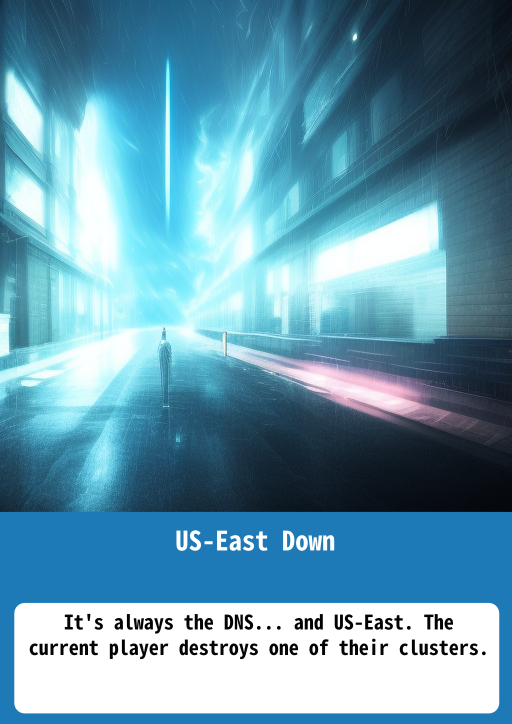 US-East Down
It's always the DNS... and US-East. The
current player destroys one of their clusters.